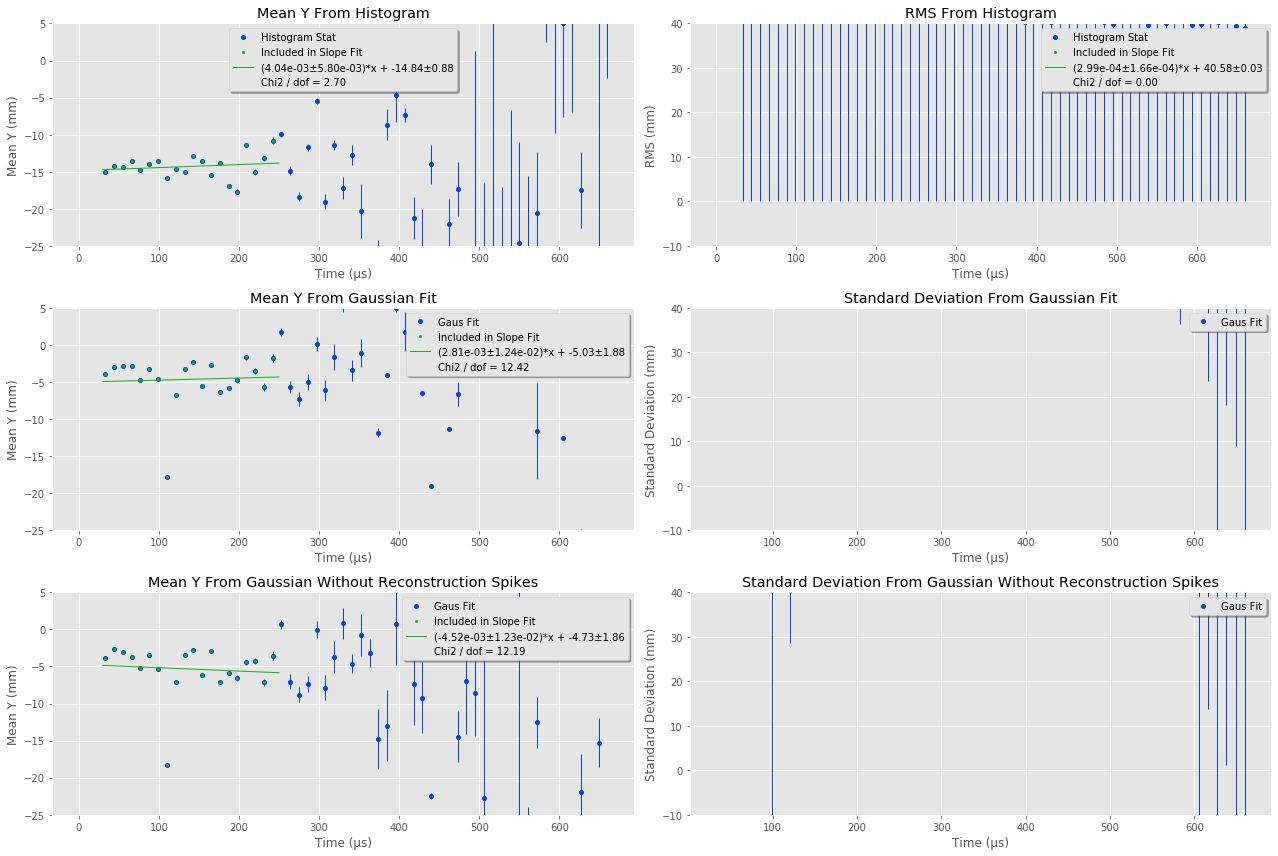 Mean Y From Histogram
Mean Y (mm)
5
0
−5
−10
−15
−20
−25
Histogram Stat
Included in Slope Fit
(4.04e-03±5.80e-03)*x + -14.84±0.88
Chi2 / dof = 2.70
0 100 200 300 400 500 600
Time (µs)
RMS From Histogram
RMS (mm)
40
30
20
10
0
−10
Histogram Stat
Included in Slope Fit
(2.99e-04±1.66e-04)*x + 40.58±0.03
Chi2 / dof = 0.00
0 100 200 300 400 500 600
Time (µs)
Mean Y From Gaussian Fit
Mean Y (mm)
5
0
−5
−10
−15
−20
−25
Gaus Fit
Included in Slope Fit
(2.81e-03±1.24e-02)*x + -5.03±1.88
Chi2 / dof = 12.42
0 100 200 300 400 500 600
Time (µs)
Standard Deviation From Gaussian Fit
Standard Deviation (mm)
40
30
20
10
0
−10
Gaus Fit
100 200 300 400 500 600
Time (µs)
Mean Y From Gaussian Without Reconstruction Spikes
Mean Y (mm)
5
0
−5
−10
−15
−20
−25
Gaus Fit
Included in Slope Fit
(-4.52e-03±1.23e-02)*x + -4.73±1.86
Chi2 / dof = 12.19
0 100 200 300 400 500 600
Time (µs)
Standard Deviation From Gaussian Without Reconstruction Spikes
Standard Deviation (mm)
40
30
20
10
0
−10
Gaus Fit
100 200 300 400 500 600
Time (µs)